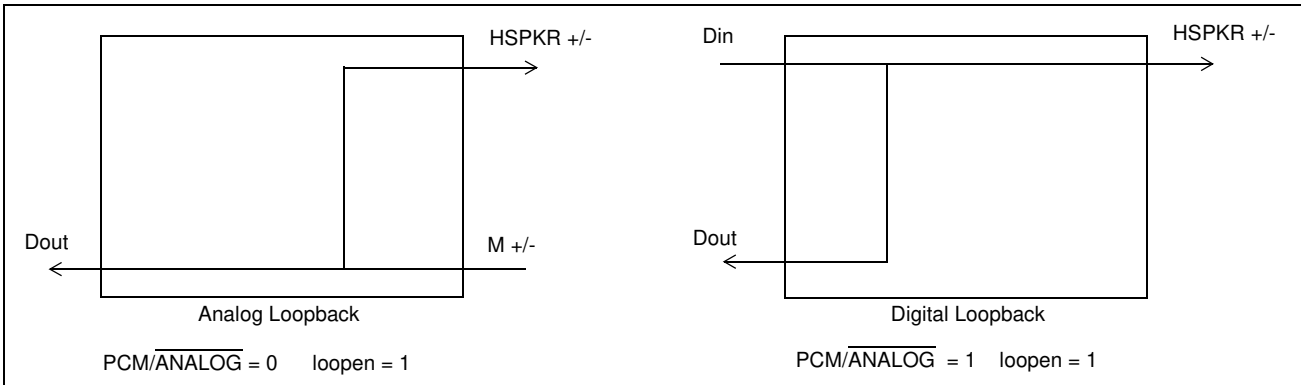 HSPKR +/-
Dout
M +/-
Analog Loopback
PCM/ANALOG = 0 loopen = 1
Din
HSPKR +/-
Dout
Digital Loopback
PCM/ANALOG = 1 loopen = 1